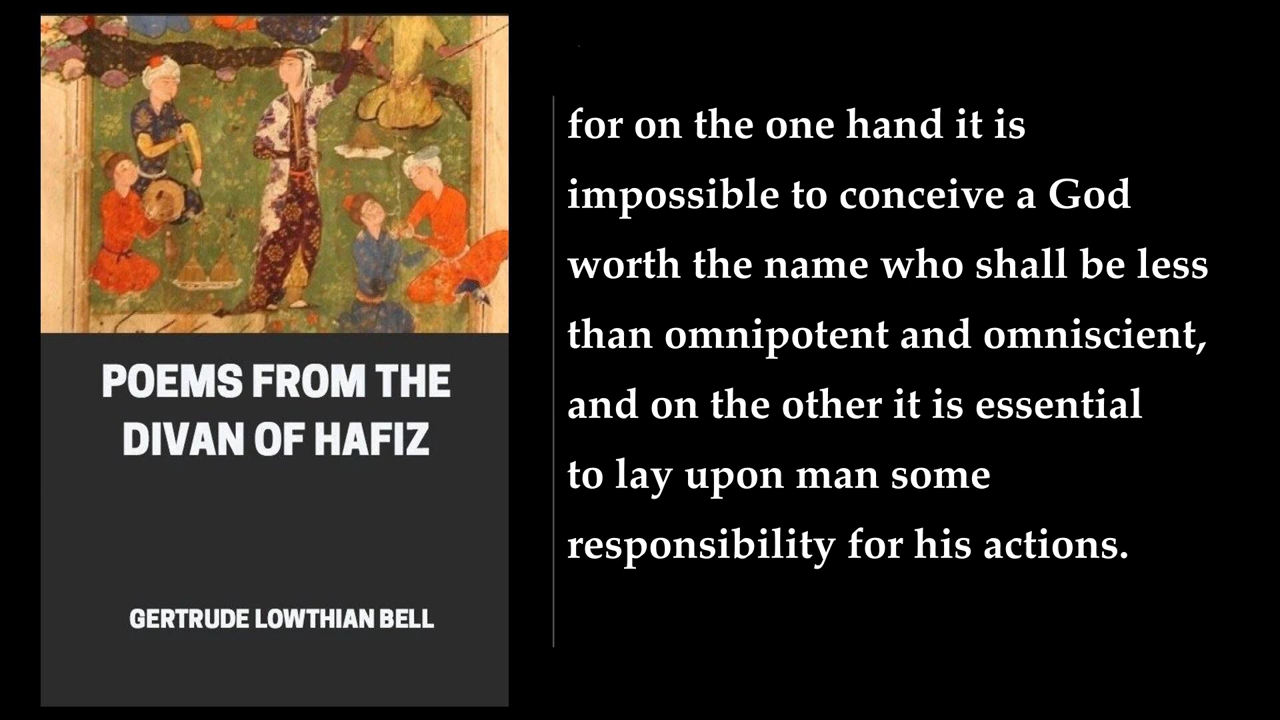 POEMS FROM THE
DIVAN OF HAFIZ
GERTRUDE LOWTHIAN BELL
for on the one hand it is
impossible to conceive a God
worth the name who shall be less
than omnipotent and omniscient,
and on the other it is essential
to lay upon man some
responsibility for his actions.